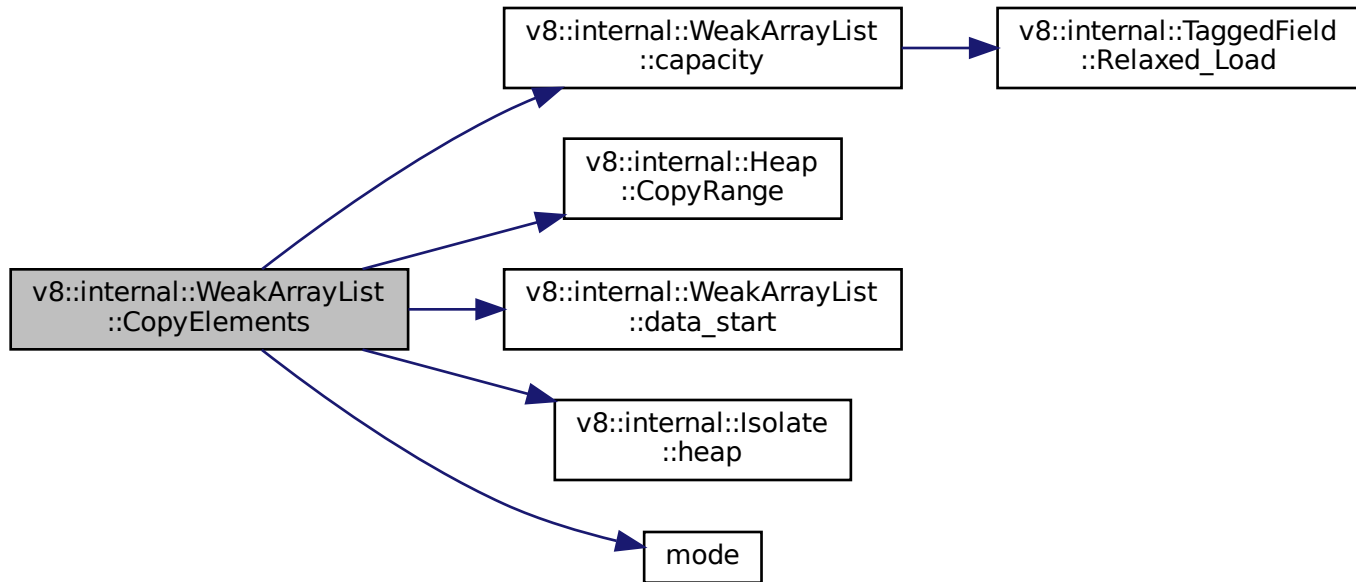 v8::internal::WeakArrayList
::capacity
v8::internal::TaggedField
::Relaxed_Load
v8::internal::Heap
::CopyRange
v8::internal::WeakArrayList
::CopyElements
v8::internal::WeakArrayList
::data_start
v8::internal::Isolate
::heap
mode